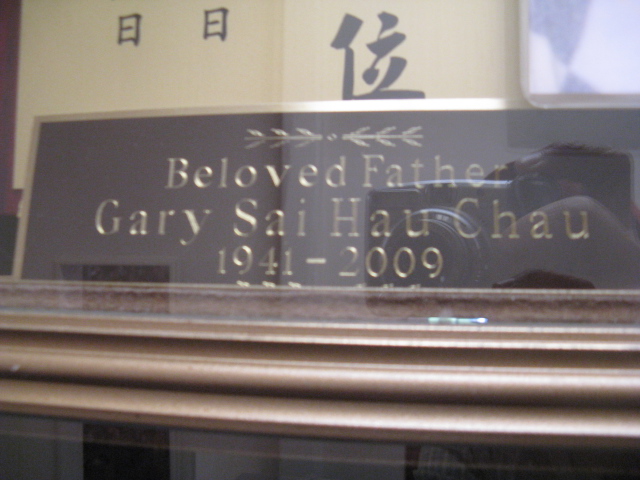 日 日
位
Beloved Father
Gary Sai Hau Chau
1941 - 2009